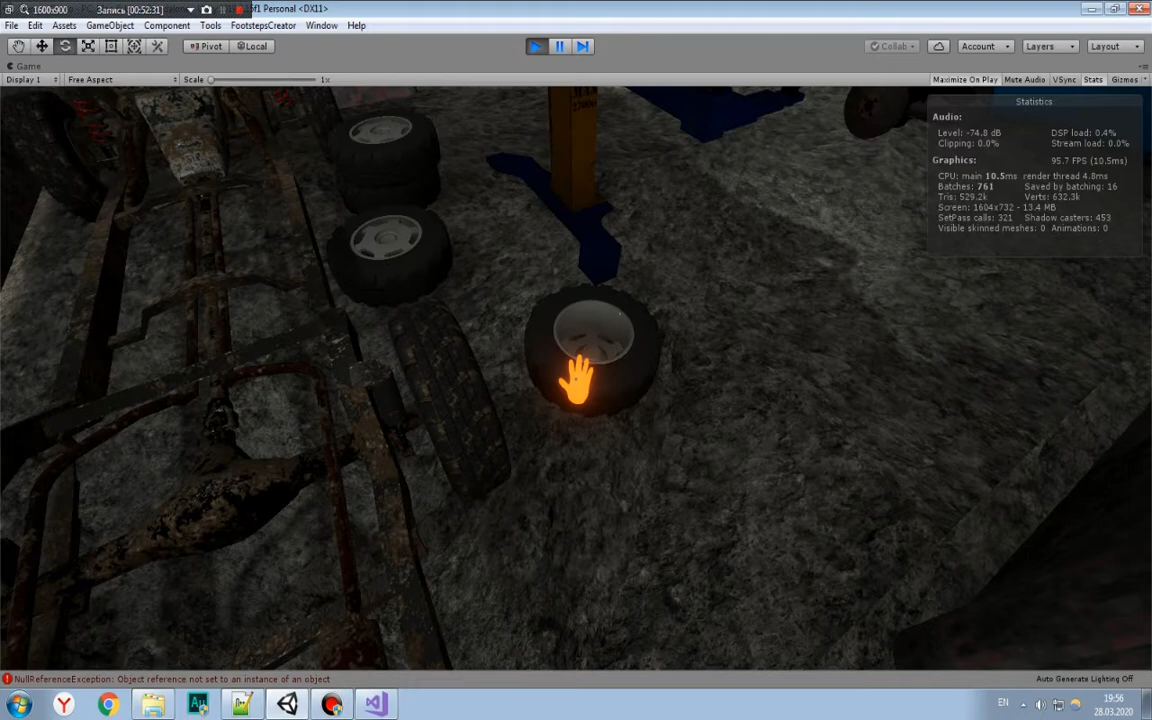 1600x900 Запись [00:52:31] 5f1 Personal <DX11>
File Edit Assets GameObject Component Tools FootstepsCreator Window Help
Pivot Local Collab Account Layers Layout
Game
Display 1 Free Aspect Scale 1x Maximize On Play Mute Audio VSync Stats Gizmos
Statistics
Audio:
Level: -74.8 dB DSP load: 0.4%
Clipping: 0.0% Stream load: 0.0%
Graphics: 95.7 FPS (10.5ms)
CPU: main 10.5ms render thread 4.8ms
Batches: 761 Saved by batching: 16
Tris: 529.2k Verts: 632.3k
Screen: 1604x732 - 13.4 MB
SetPass calls: 321 Shadow casters: 453
Visible skinned meshes: 0 Animations: 0
NullReferenceException: Object reference not set to an instance of an object
Auto Generate Lighting Off
Y Au EN 19:56
28.03.2020